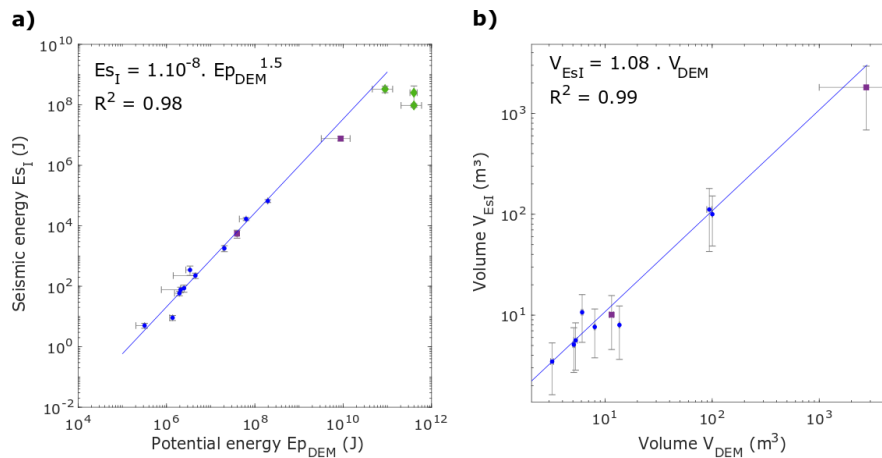 a)
Es_I = 1.10^-8. Ep_DEM^1.5
R^2 = 0.98
10^10
10^8
10^6
10^4
10^2
10^0
10^-2
Seismic energy Es_I (J)
10^4 10^6 10^8 10^10 10^12
Potential energy Ep_DEM (J)
b)
V_EsI = 1.08 . V_DEM
R^2 = 0.99
10^3
10^2
10^1
Volume V_EsI (m³)
10^1 10^2 10^3
Volume V_DEM (m^3)